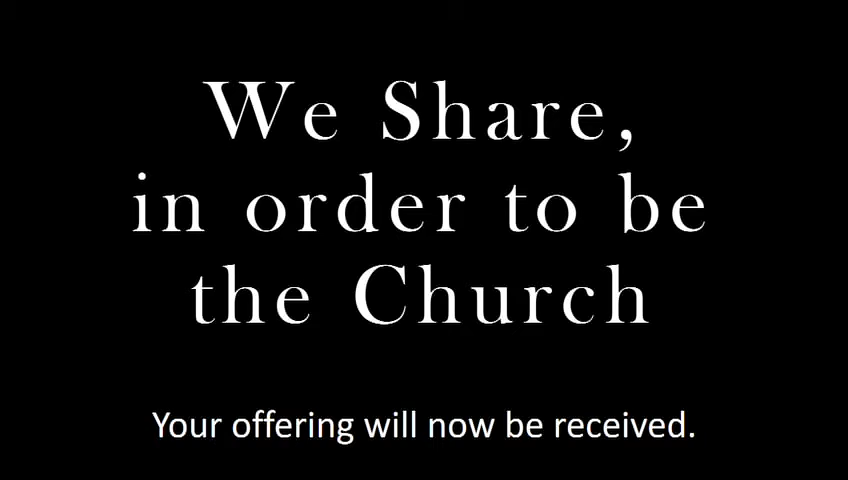 We Share,
in order to be
the Church
Your offering will now be received.